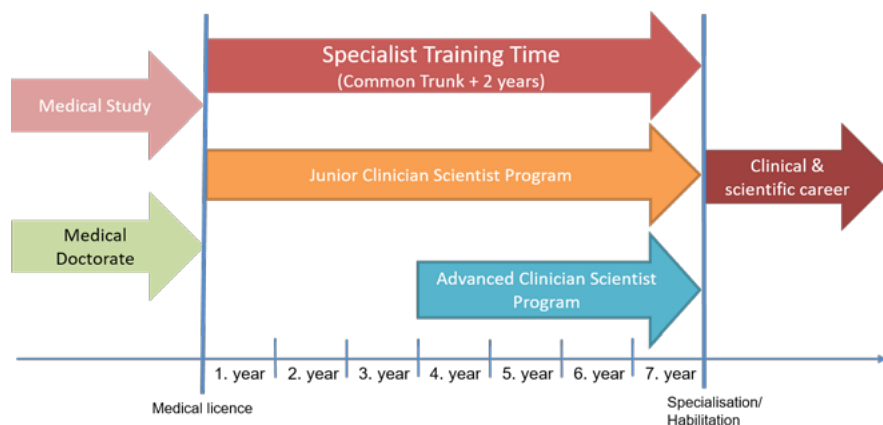 Specialist Training Time
(Common Trunk + 2 years)
Medical Study
Junior Clinician Scientist Program
Clinical &
scientific career
Medical
Doctorate
Advanced Clinician Scientist
Program
1. year
2. year
3. year
4. year
5. year
6. year
7. year
Medical licence
Specialisation/
Habilitation